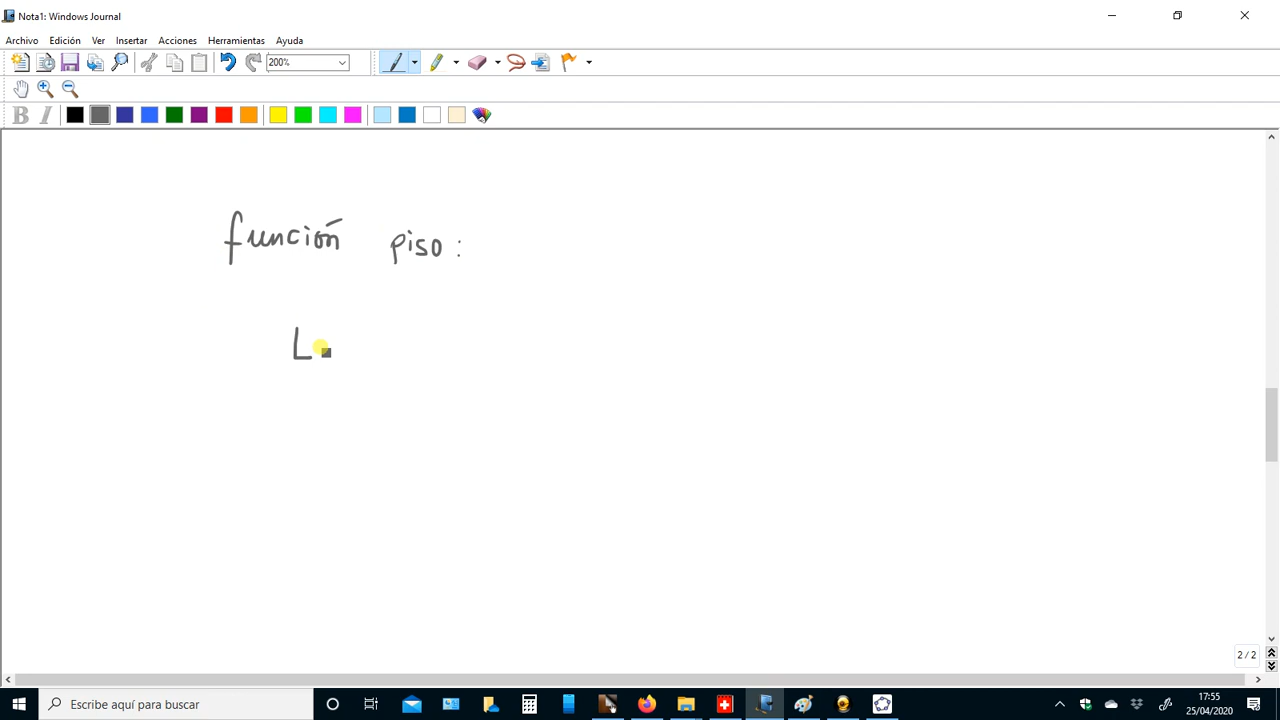 Nota1: Windows Journal
Archivo Edición Ver Insertar Acciones Herramientas Ayuda
200%
B I
función piso:
L
2 / 2
Escribe aquí para buscar
17:55
25/04/2020